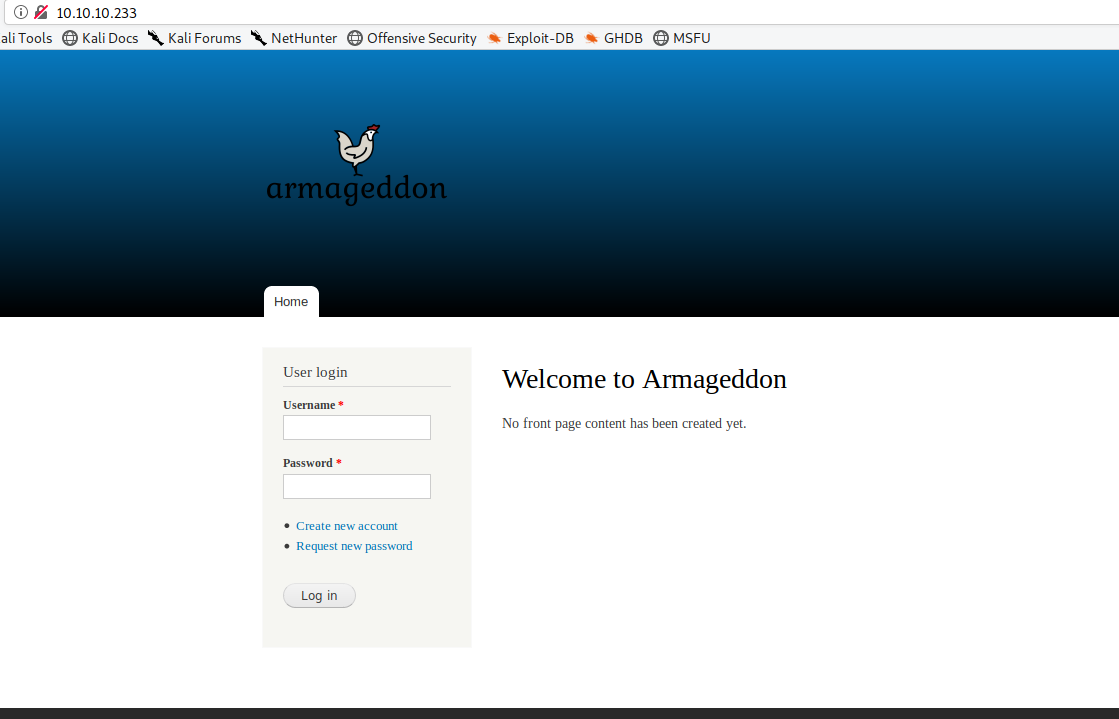 10.10.10.233
ali Tools Kali Docs Kali Forums NetHunter Offensive Security Exploit-DB GHDB MSFU
armageddon
Home
User login
Username *
Password *
Create new account
Request new password
Log in
Welcome to Armageddon
No front page content has been created yet.